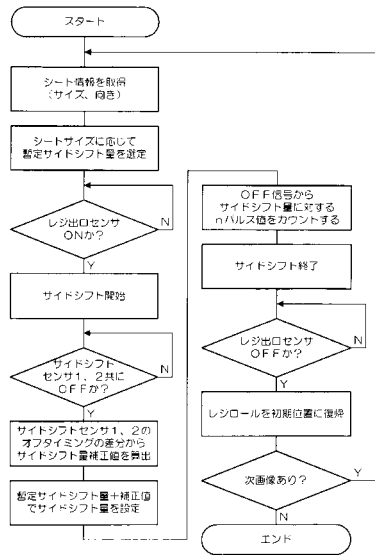 スタート
シート情報を取得
(サイズ、向き)
シートサイズに応じて
暫定サイドシフト量を選定
レジ出口センサ
ONか?
N
Y
サイドシフト開始
サイドシフト
センサ1、2共に
OFFか?
N
Y
サイドシフトセンサ1、2の
オフタイミングの差分から
サイドシフト量補正値を算出
暫定サイドシフト量+補正値
でサイドシフト量を設定
OFF信号から
サイドシフト量に対する
nパルス値をカウントする
サイドシフト終了
レジ出口センサ
OFFか?
N
Y
レジロールを初期位置に復帰
次画像あり?
Y
N
エンド